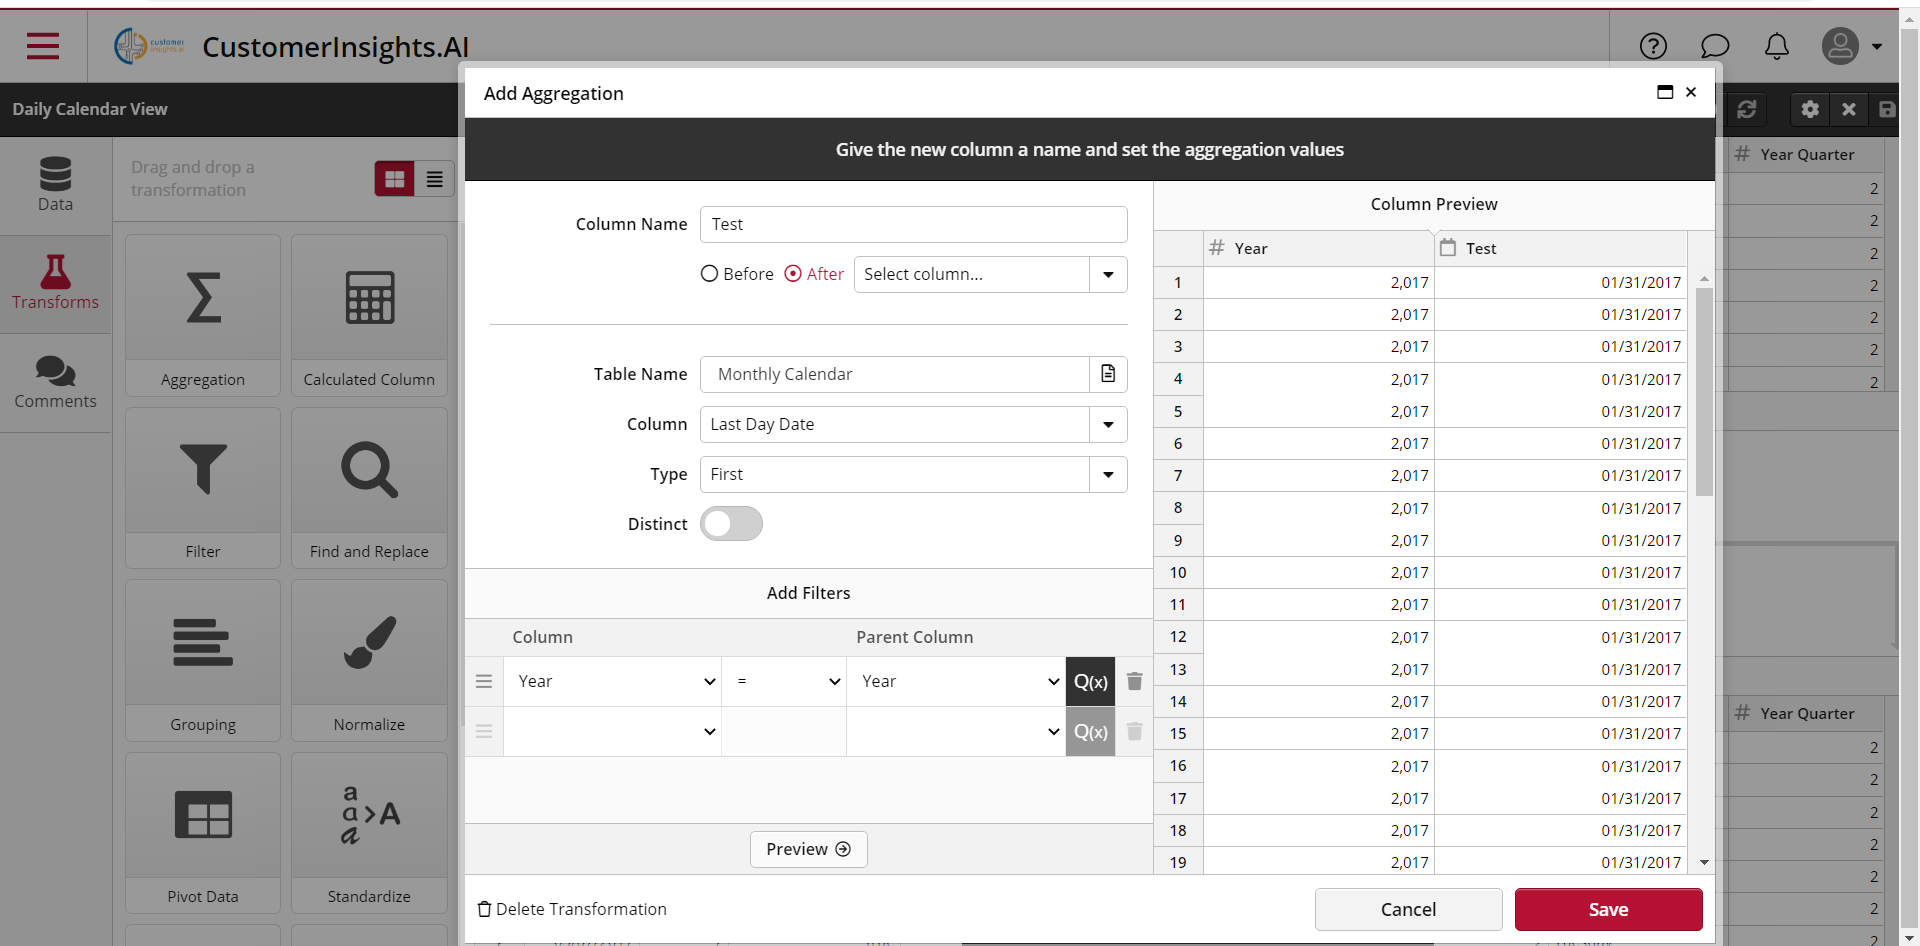 customer
insights.ai
CustomerInsights.AI
Daily Calendar View
Data
Transforms
Comments
Drag and drop a
transformation
Aggregation
Calculated Column
Filter
Find and Replace
Grouping
Normalize
Pivot Data
a
a>A
a
Standardize
Add Aggregation
Give the new column a name and set the aggregation values
Column Name Test
Before After Select column...
Table Name Monthly Calendar
Column Last Day Date
Type First
Distinct
Add Filters
Column Parent Column
Year = Year Q(x)
Q(x)
Preview
Column Preview
# Year Test
1 2,017 01/31/2017
2 2,017 01/31/2017
3 2,017 01/31/2017
4 2,017 01/31/2017
5 2,017 01/31/2017
6 2,017 01/31/2017
7 2,017 01/31/2017
8 2,017 01/31/2017
9 2,017 01/31/2017
10 2,017 01/31/2017
11 2,017 01/31/2017
12 2,017 01/31/2017
13 2,017 01/31/2017
14 2,017 01/31/2017
15 2,017 01/31/2017
16 2,017 01/31/2017
17 2,017 01/31/2017
18 2,017 01/31/2017
19 2,017 01/31/2017
Delete Transformation
Cancel
Save
# Year Quarter
2
2
2
2
2
2
2
# Year Quarter
2
2
2
2
2
2
2